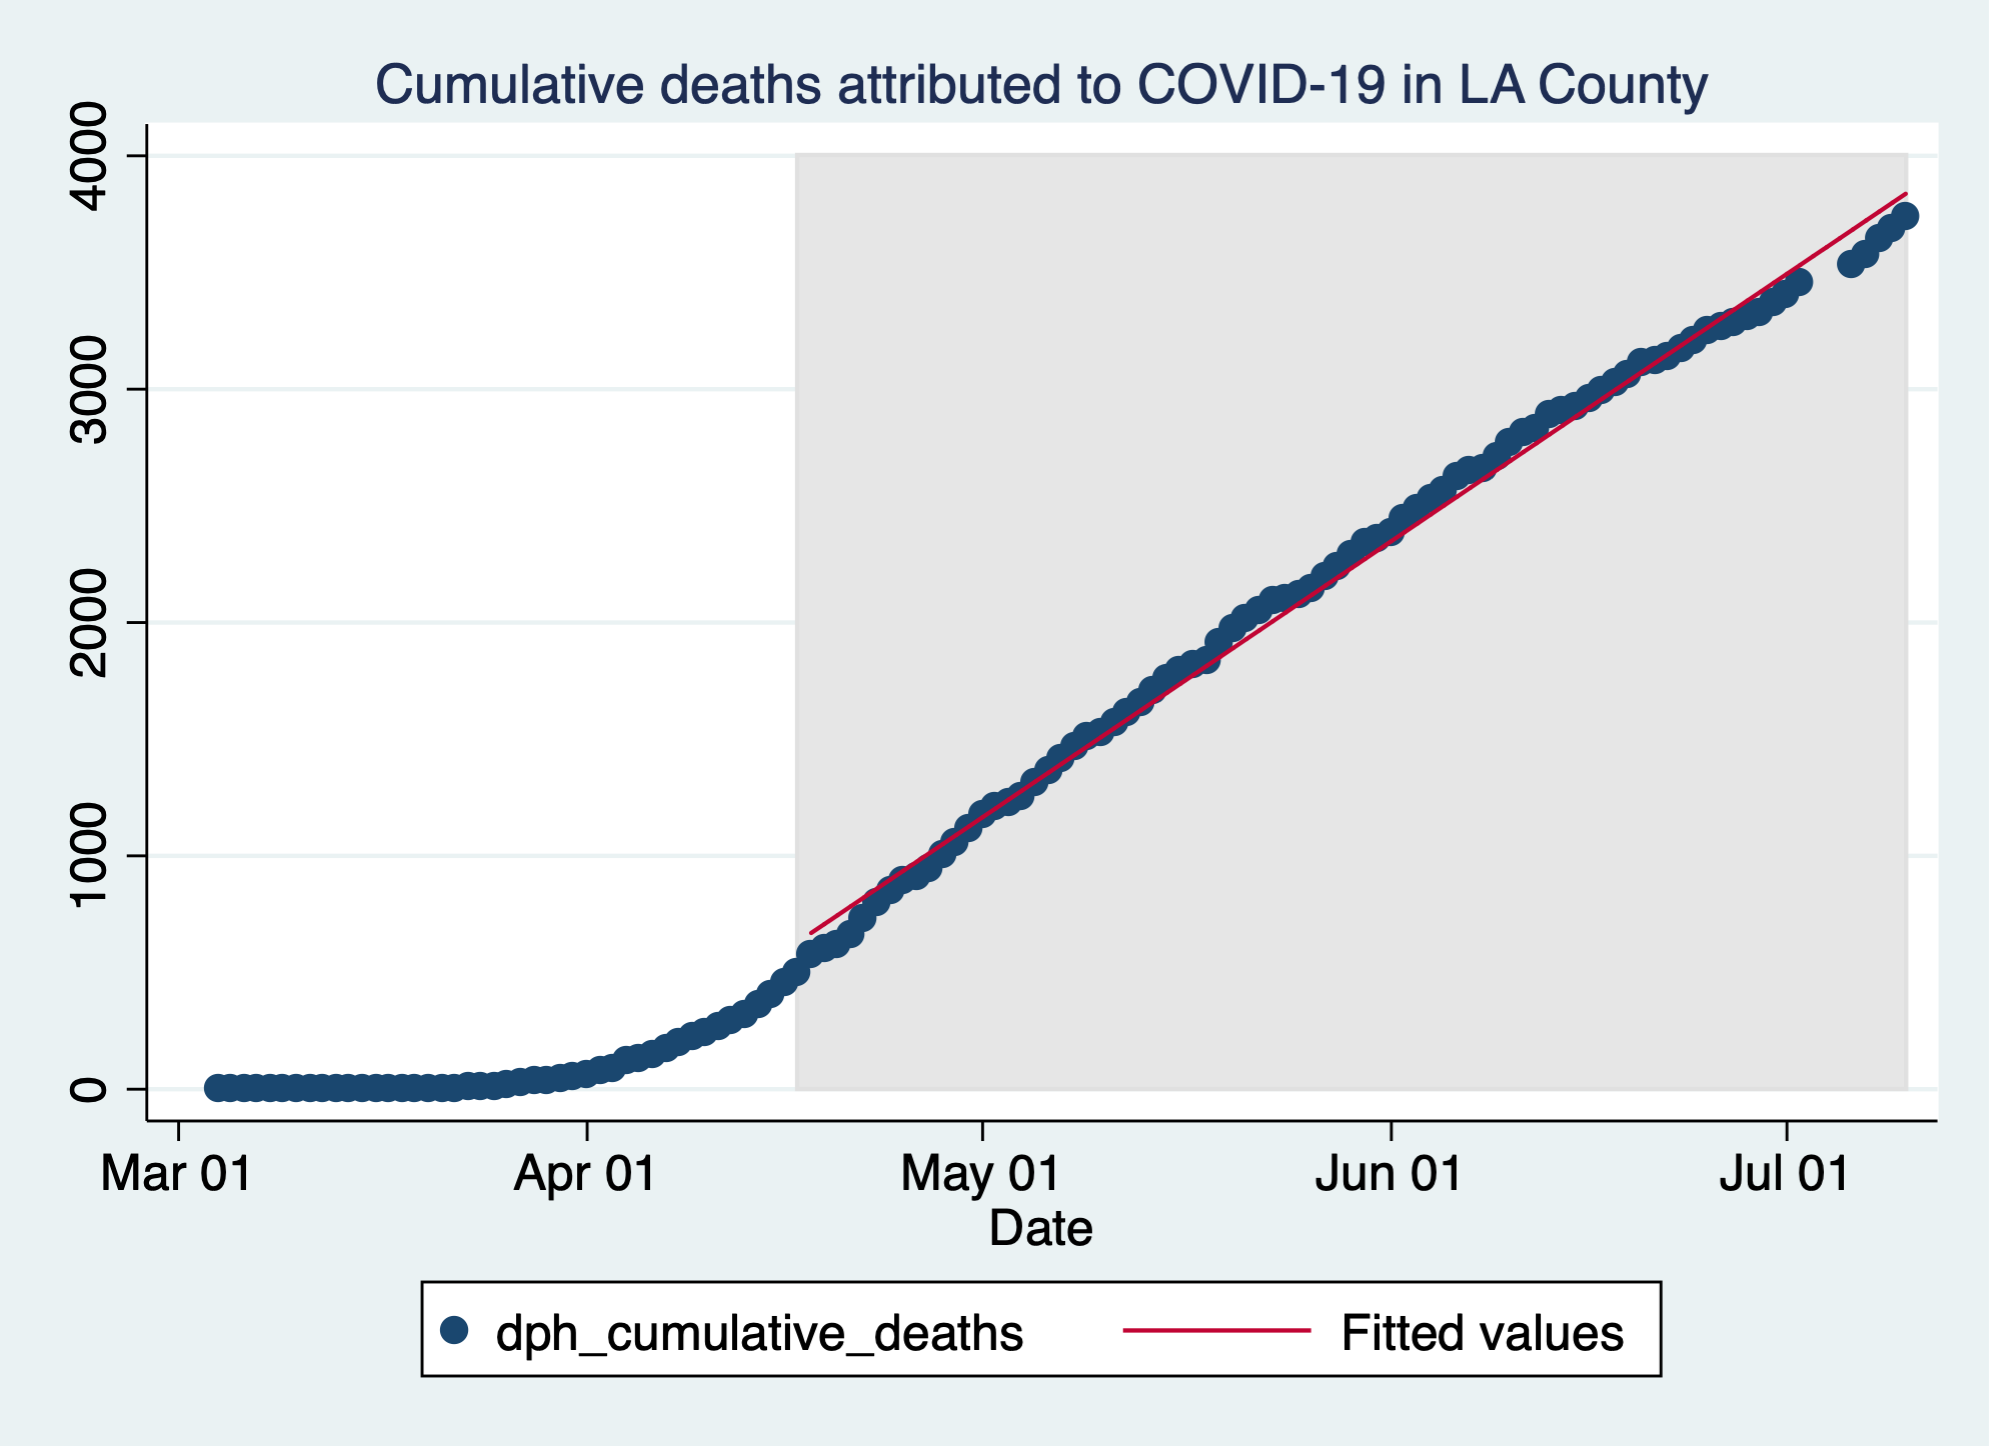 Cumulative deaths attributed to COVID-19 in LA County
4000
3000
2000
1000
0
Mar 01 Apr 01 May 01 Jun 01 Jul 01
Date
dph_cumulative_deaths Fitted values